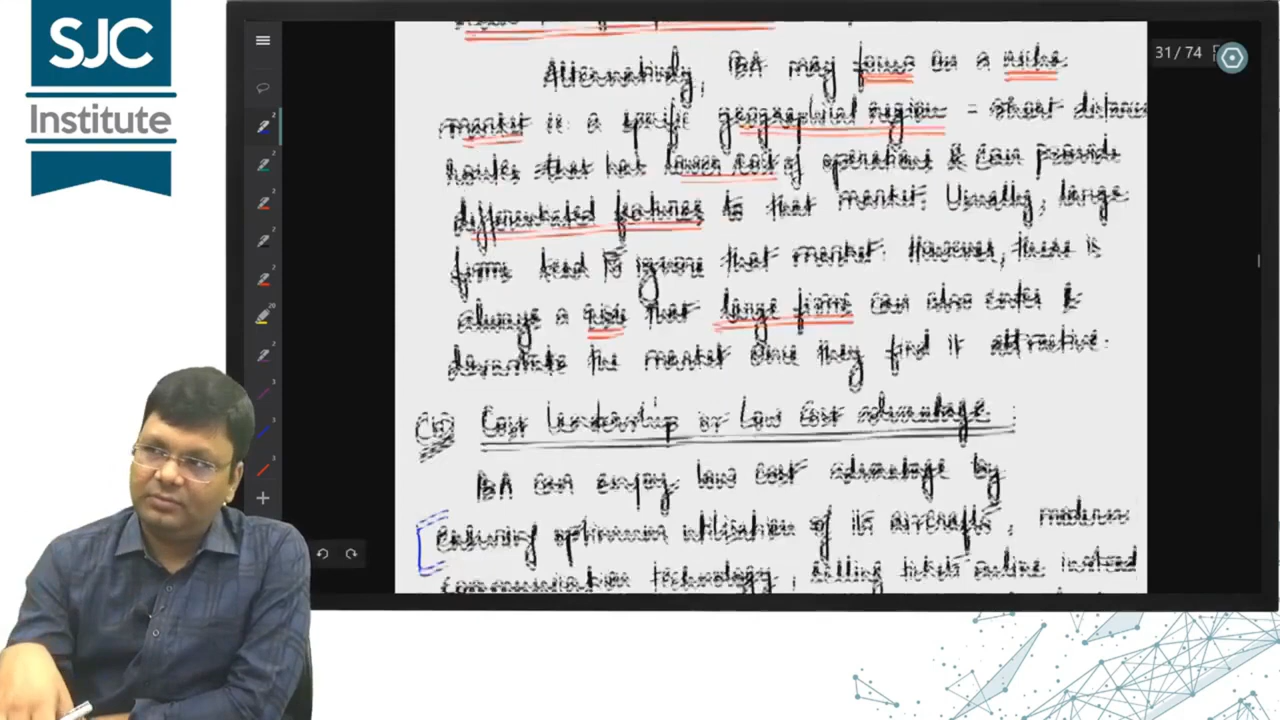 SJC
Institute
31 / 74
Alternatively, BA may focus on a niche
market i.e. a specific geographical region - short distance
haules that has lower cost of operations & can provide
differentiated features to that market. Usually, large
firms tend to ignore that market. However, there is
always a risk that large firms can also enter &
devastate the market once they find it attractive.
Cost leadership or Low Cost advantage :
BA can enjoy low cost advantage by
ensuring optimum utilisation of its aircrafts, modern
communication technology, selling tickets online instead